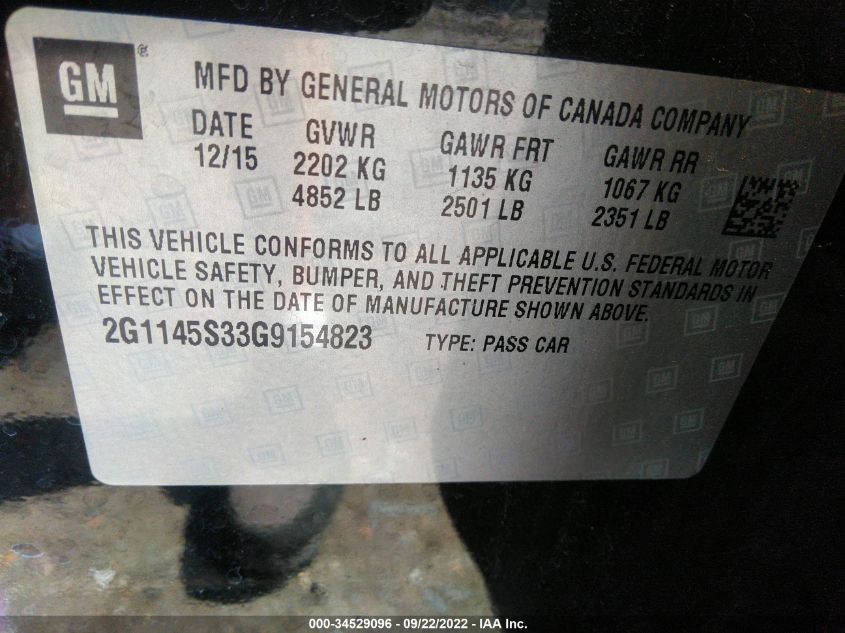 GM
MFD BY GENERAL MOTORS OF CANADA COMPANY
DATE GVWR GAWR FRT GAWR RR
12/15 2202 KG 1135 KG 1067 KG
4852 LB 2501 LB 2351 LB
THIS VEHICLE CONFORMS TO ALL APPLICABLE U.S. FEDERAL MOTOR
VEHICLE SAFETY, BUMPER, AND THEFT PREVENTION STANDARDS IN
EFFECT ON THE DATE OF MANUFACTURE SHOWN ABOVE.
2G1145S33G9154823 TYPE: PASS CAR
000-34529096 - 09/22/2022 - IAA Inc.